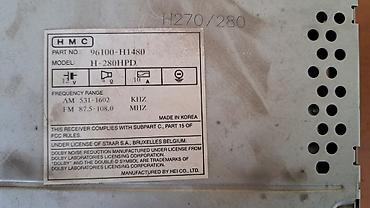 H270/280
HMC
PART NO: 96100-H1480
MODEL: H-280HPD
V
A
FREQUENCY RANGE
AM 531-1602 KHZ
FM 87.5-108.0 MHZ
MADE IN KOREA
THIS RECEIVER COMPLIES WITH SUBPART C, PART 15 OF
FCC RULES.
UNDER LICENSE OF STAAR S.A., BRUXELLES BELGIUM.
DOLBY NOISE REDUCTION MANUFACTURED UNDER LICENSE FROM
DOLBY LABORATORIES LICENSING CORPORATION.
"DOLBY" AND THE DOUBLE-D SYMBOL ARE TRADEMARKS OF
DOLBY LABORATORIES LICENSING CORPORATION.
MANUFACTURED BY HEI CO., LTD.